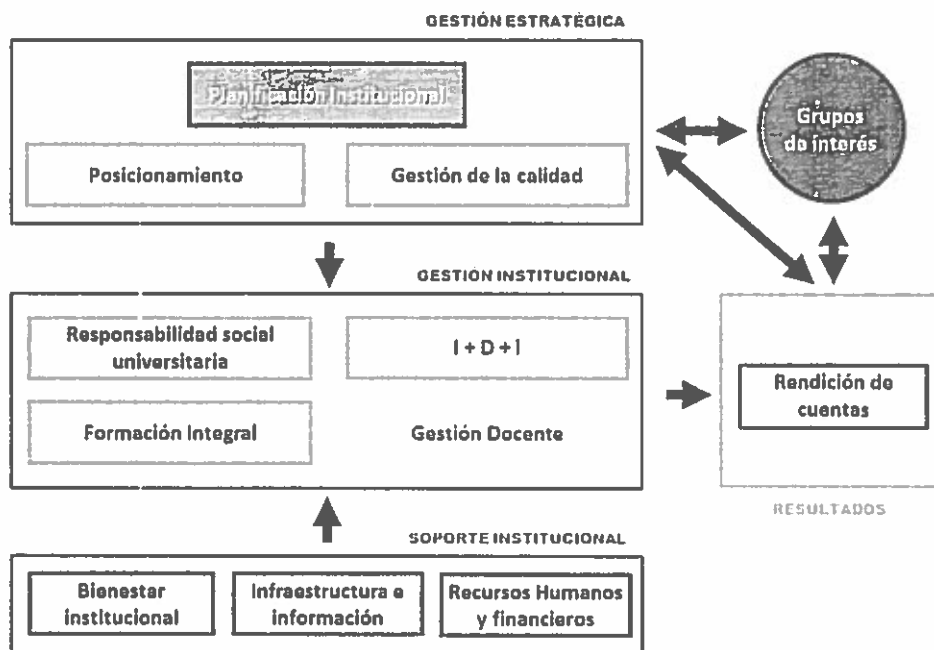 GESTIÓN ESTRATÉGICA
Planificación Institucional
Posicionamiento
Gestión de la calidad
Grupos
de interés
GESTIÓN INSTITUCIONAL
Responsabilidad social
universitaria
I + D + i
Formación Integral
Gestión Docente
Rendición de
cuentas
RESULTADOS
SOPORTE INSTITUCIONAL
Bienestar
institucional
Infraestructura e
información
Recursos Humanos
y financieros